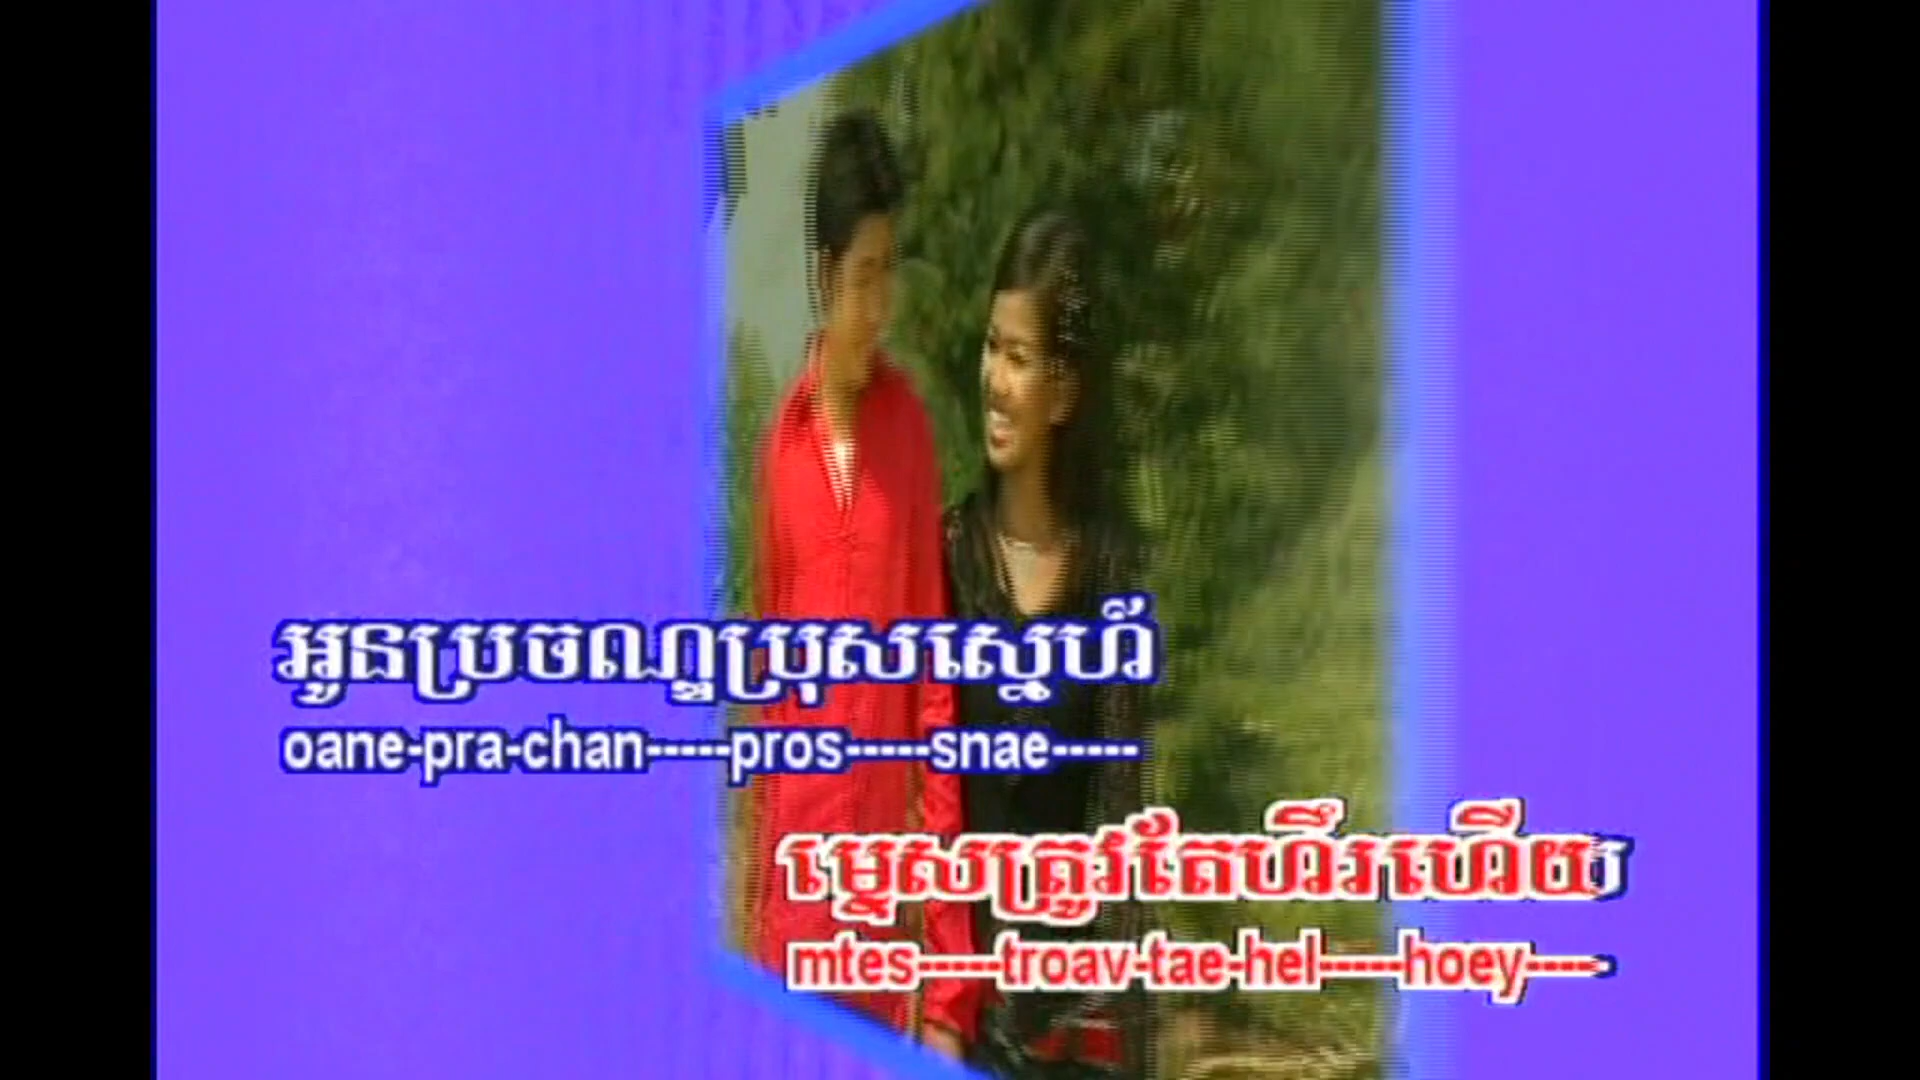 អូនប្រចណ្ឌប្រុសស្នេហ៍
oane-pra-chan-----pros-----snae-----
ម្ទេសត្រូវតែហឹរហើយ
mtes-----troav-tae-hel-----hoey-----